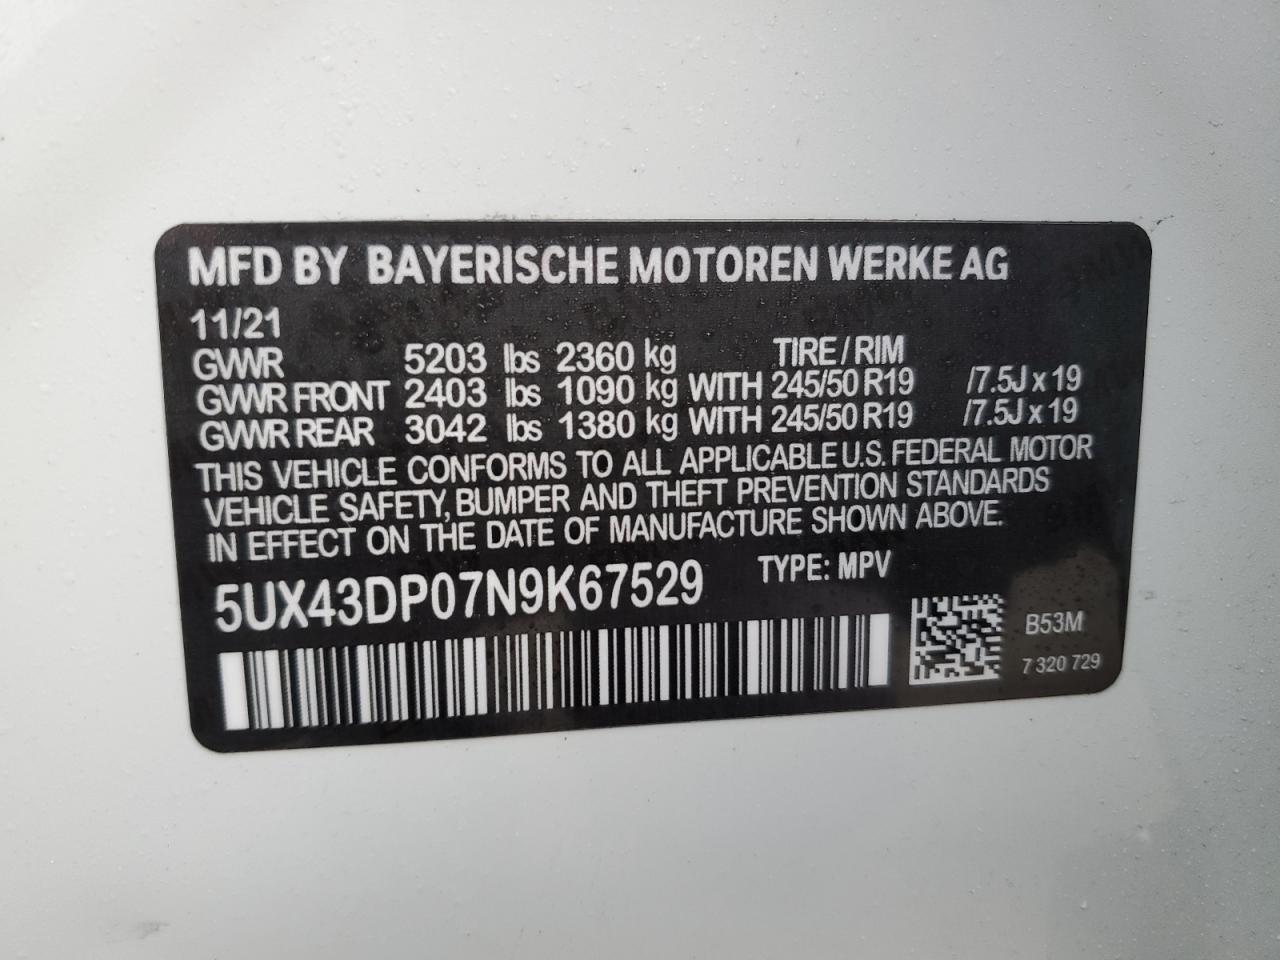 MFD BY BAYERISCHE MOTOREN WERKE AG
11/21
GVWR 5203 lbs 2360 kg TIRE/RIM
GVWR FRONT 2403 lbs 1090 kg WITH 245/50 R19 /7.5J x 19
GVWR REAR 3042 lbs 1380 kg WITH 245/50 R19 /7.5J x 19
THIS VEHICLE CONFORMS TO ALL APPLICABLE U.S. FEDERAL MOTOR
VEHICLE SAFETY, BUMPER AND THEFT PREVENTION STANDARDS
IN EFFECT ON THE DATE OF MANUFACTURE SHOWN ABOVE.
5UX43DP07N9K67529 TYPE: MPV
B53M
7 320 729